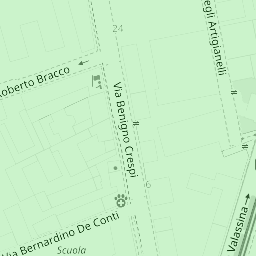 24
egli Artigianelli
Roberto Bracco
Via Benigno Crespi
6
Via Bernardino De Conti
Valassina
Scuola